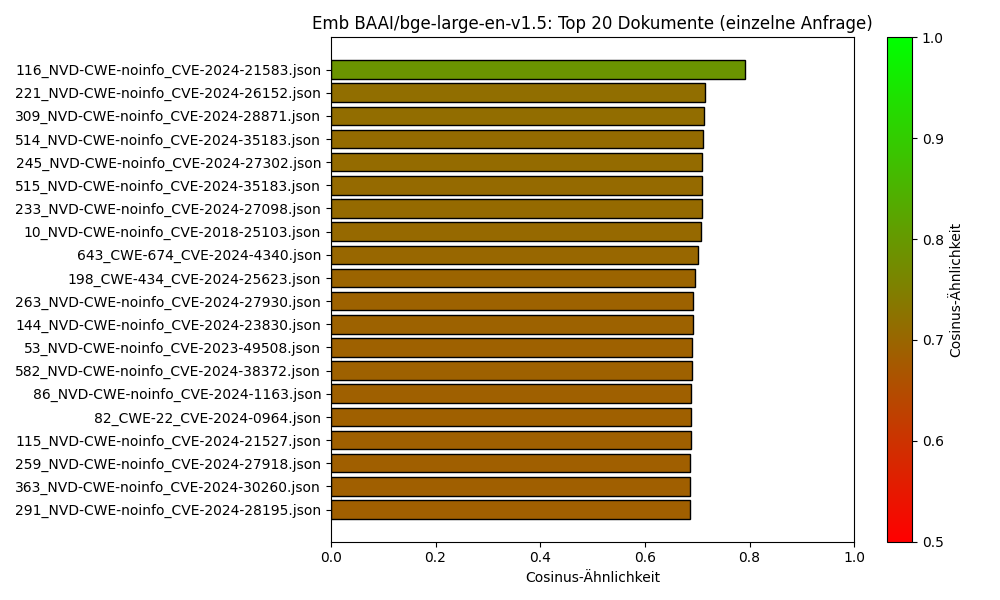 Emb BAAI/bge-large-en-v1.5: Top 20 Dokumente (einzelne Anfrage)
116_NVD-CWE-noinfo_CVE-2024-21583.json
221_NVD-CWE-noinfo_CVE-2024-26152.json
309_NVD-CWE-noinfo_CVE-2024-28871.json
514_NVD-CWE-noinfo_CVE-2024-35183.json
245_NVD-CWE-noinfo_CVE-2024-27302.json
515_NVD-CWE-noinfo_CVE-2024-35183.json
233_NVD-CWE-noinfo_CVE-2024-27098.json
10_NVD-CWE-noinfo_CVE-2018-25103.json
643_CWE-674_CVE-2024-4340.json
198_CWE-434_CVE-2024-25623.json
263_NVD-CWE-noinfo_CVE-2024-27930.json
144_NVD-CWE-noinfo_CVE-2024-23830.json
53_NVD-CWE-noinfo_CVE-2023-49508.json
582_NVD-CWE-noinfo_CVE-2024-38372.json
86_NVD-CWE-noinfo_CVE-2024-1163.json
82_CWE-22_CVE-2024-0964.json
115_NVD-CWE-noinfo_CVE-2024-21527.json
259_NVD-CWE-noinfo_CVE-2024-27918.json
363_NVD-CWE-noinfo_CVE-2024-30260.json
291_NVD-CWE-noinfo_CVE-2024-28195.json
0.0 0.2 0.4 0.6 0.8 1.0
Cosinus-Ähnlichkeit
1.0
0.9
0.8
0.7
0.6
0.5
Cosinus-Ähnlichkeit